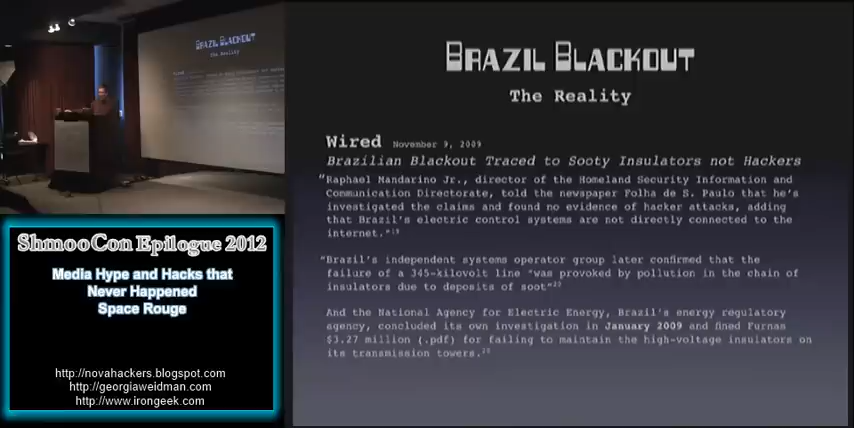 BRAZIL BLACKOUT
The Reality
Wired November 9, 2009
Brazilian Blackout Traced to Sooty Insulators not Hackers
"Raphael Mandarino Jr., director of the Homeland Security Information and
Communication Directorate, told the newspaper Folha de S. Paulo that he's
investigated the claims and found no evidence of hacker attacks, adding
that Brazil's electric control systems are not directly connected to the
internet."19
"Brazil's independent systems operator group later confirmed that the
failure of a 345-kilovolt line "was provoked by pollution in the chain of
insulators due to deposits of soot"
And the National Agency for Electric Energy, Brazil's energy regulatory
agency, concluded its own investigation in January 2009 and fined Furnas
$3.27 million (.pdf) for failing to maintain the high-voltage insulators on
its transmission towers.
BRAZIL BLACKOUT
The Reality
Wired
ShmooCon Epilogue 2012
Media Hype and Hacks that
Never Happened
Space Rouge
http://novahackers.blogspot.com
http://georgiaweidman.com
http://www.irongeek.com